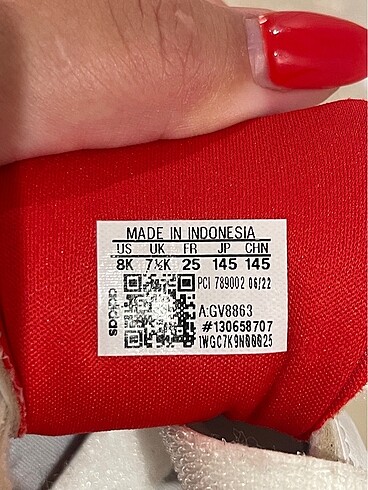 MADE IN INDONESIA
US UK FR JP CHN
8K 7½K 25 145 145
PCI 789002 06/22
adidas
A:GV8863
#130658707
1WGC7K9N00025